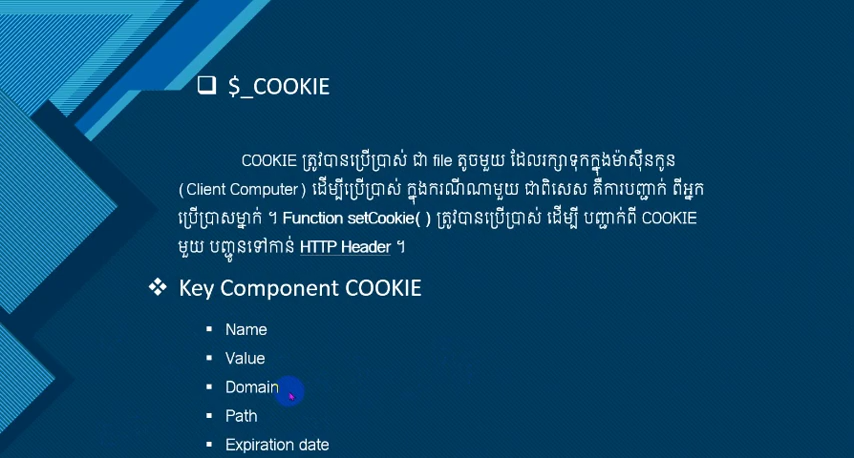 $_COOKIE
COOKIE ត្រូវបានប្រើប្រាស់ ជា file តូចមួយ ដែលរក្សាទុកក្នុងម៉ាស៊ីនកូន
(Client Computer) ដើម្បីប្រើប្រាស់ ក្នុងករណីណាមួយ ជាពិសេស គឺការបញ្ជាក់ ពីអ្នក
ប្រើប្រាសម្នាក់ ។ Function setCookie( ) ត្រូវបានប្រើប្រាស់ ដើម្បី បញ្ជាក់ពី COOKIE
មួយ បញ្ជូនទៅកាន់ HTTP Header ។
Key Component COOKIE
Name
Value
Domain
Path
Expiration date